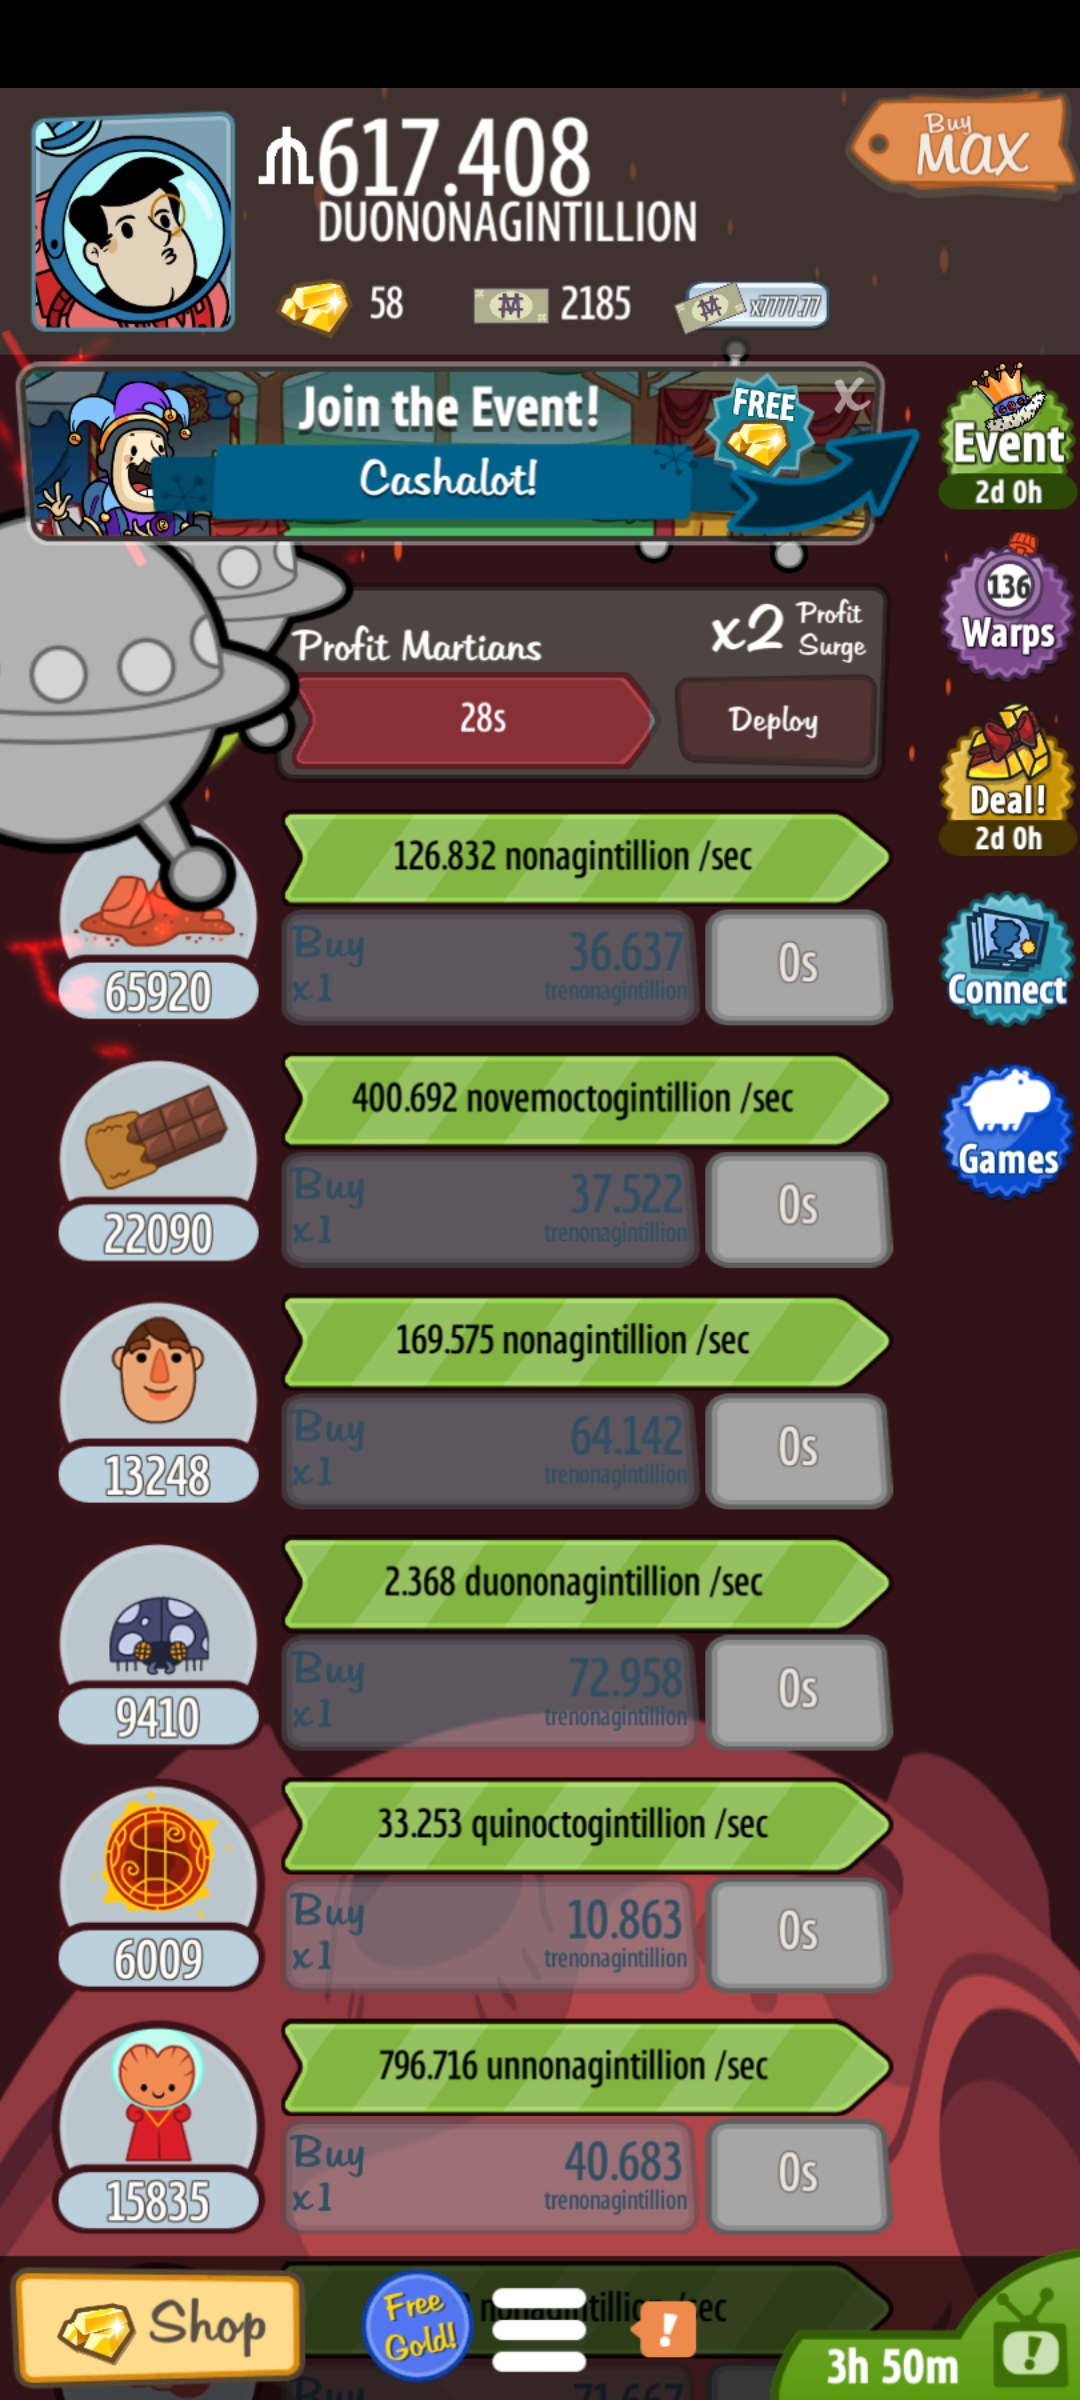 617.408
DUONONAGINTILLION
Buy
MAX
58
2185
x7777.77
Join the Event!
Cashalot!
FREE
X
Event
2d 0h
136
Warps
Profit Martians
x2 Profit Surge
28s
Deploy
Deal!
2d 0h
126.832 nonagintillion /sec
65920
Buy x1
36.637
trenonagintillion
0s
Connect
400.692 novemoctogintillion /sec
22090
Buy x1
37.522
trenonagintillion
0s
Games
169.575 nonagintillion /sec
13248
Buy x1
64.142
trenonagintillion
0s
2.368 duononagintillion /sec
9410
Buy x1
72.958
trenonagintillion
0s
33.253 quinoctogintillion /sec
6009
Buy x1
10.863
trenonagintillion
0s
796.716 unnonagintillion /sec
15835
Buy x1
40.683
trenonagintillion
0s
Shop
Free
Gold!
!
3h 50m
!